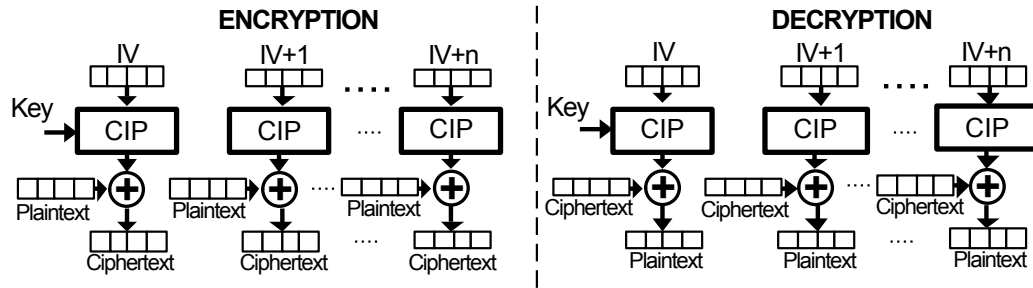 ENCRYPTION
IV IV+1 .... IV+n
Key CIP CIP .... CIP
Plaintext Plaintext .... Plaintext
Ciphertext Ciphertext .... Ciphertext
DECRYPTION
IV IV+1 .... IV+n
Key CIP CIP .... CIP
Ciphertext Ciphertext .... Ciphertext
Plaintext Plaintext .... Plaintext